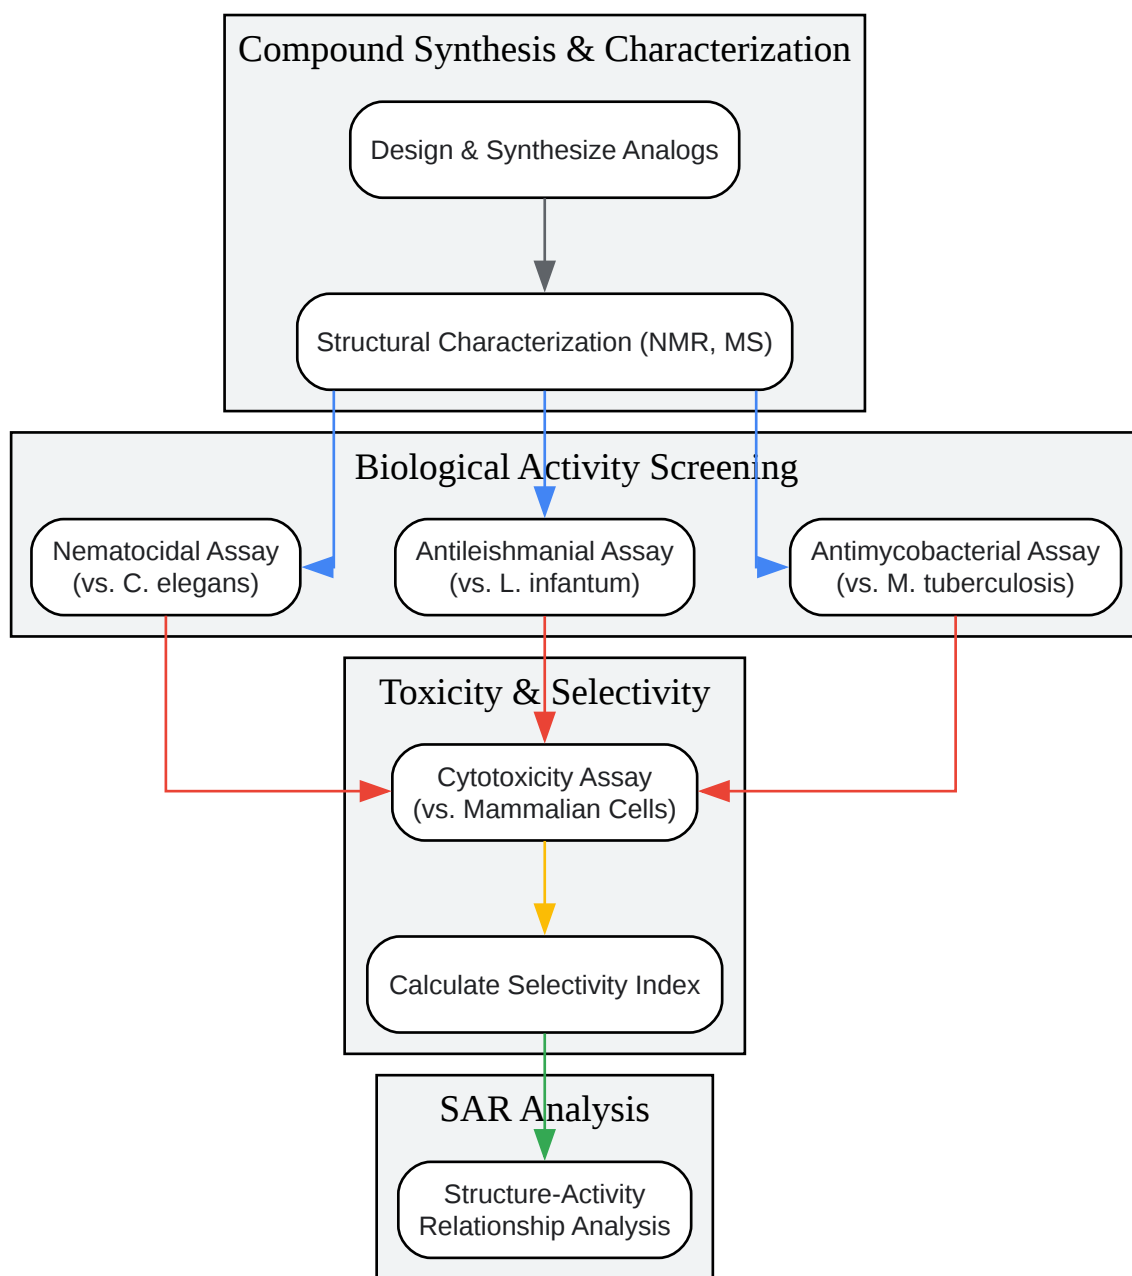 Compound Synthesis & Characterization
Design & Synthesize Analogs
Structural Characterization (NMR, MS)
Biological Activity Screening
Nematocidal Assay
(vs. C. elegans)
Antileishmanial Assay
(vs. L. infantum)
Antimycobacterial Assay
(vs. M. tuberculosis)
Toxicity & Selectivity
Cytotoxicity Assay
(vs. Mammalian Cells)
Calculate Selectivity Index
SAR Analysis
Structure-Activity
Relationship Analysis